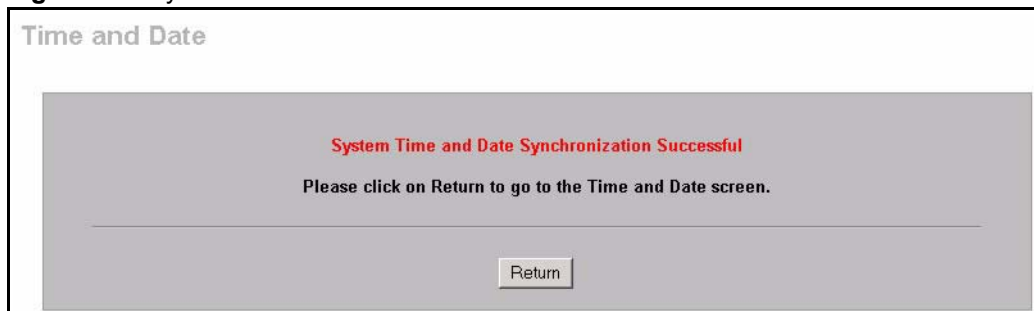 Time and Date
System Time and Date Synchronization Successful
Please click on Return to go to the Time and Date screen.
Return